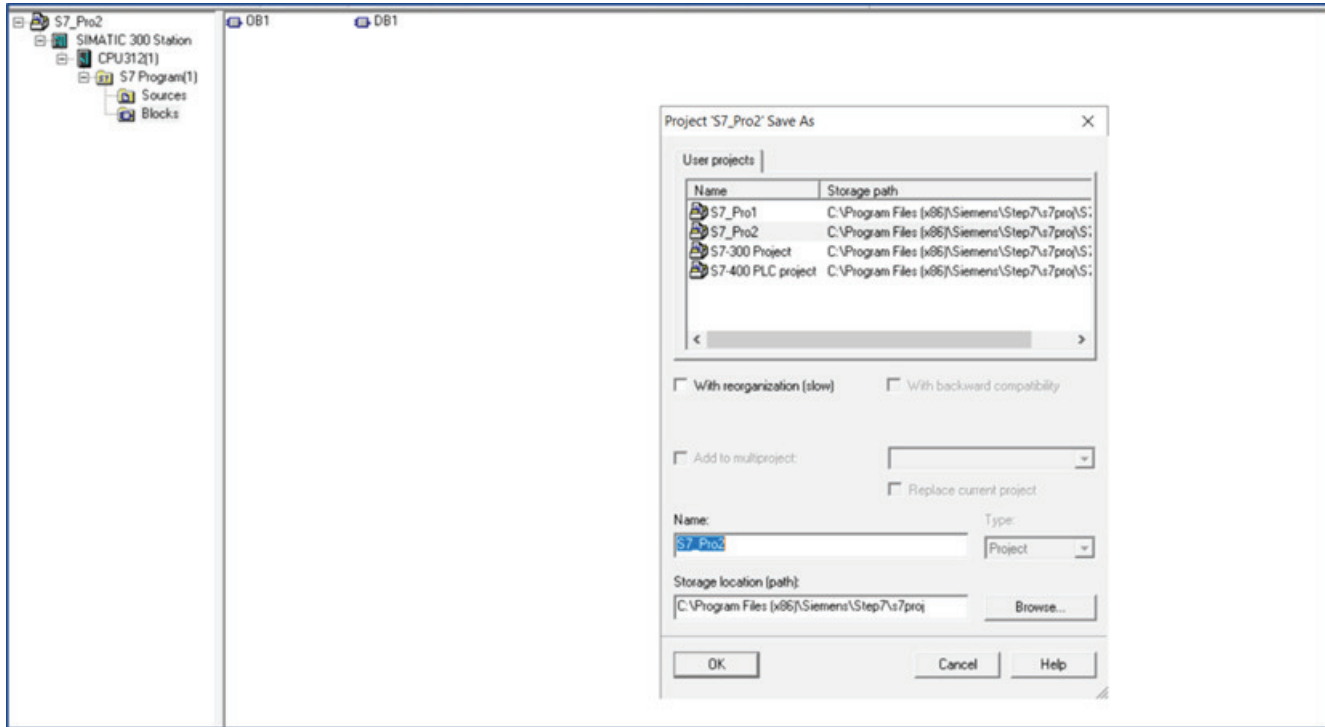 S7_Pro2
SIMATIC 300 Station
CPU312(1)
S7 Program(1)
Sources
Blocks
OB1 DB1
Project 'S7_Pro2' Save As
User projects
Name Storage path
S7_Pro1 C:\Program Files (x86)\Siemens\Step7\s7proj\S7
S7_Pro2 C:\Program Files (x86)\Siemens\Step7\s7proj\S7
S7-300 Project C:\Program Files (x86)\Siemens\Step7\s7proj\S7
S7-400 PLC project C:\Program Files (x86)\Siemens\Step7\s7proj\S7
With reorganization (slow) With backward compatibility
Add to multiproject:
Replace current project
Name: Type:
S7_Pro2 Project
Storage location (path):
C:\Program Files (x86)\Siemens\Step7\s7proj Browse...
OK Cancel Help